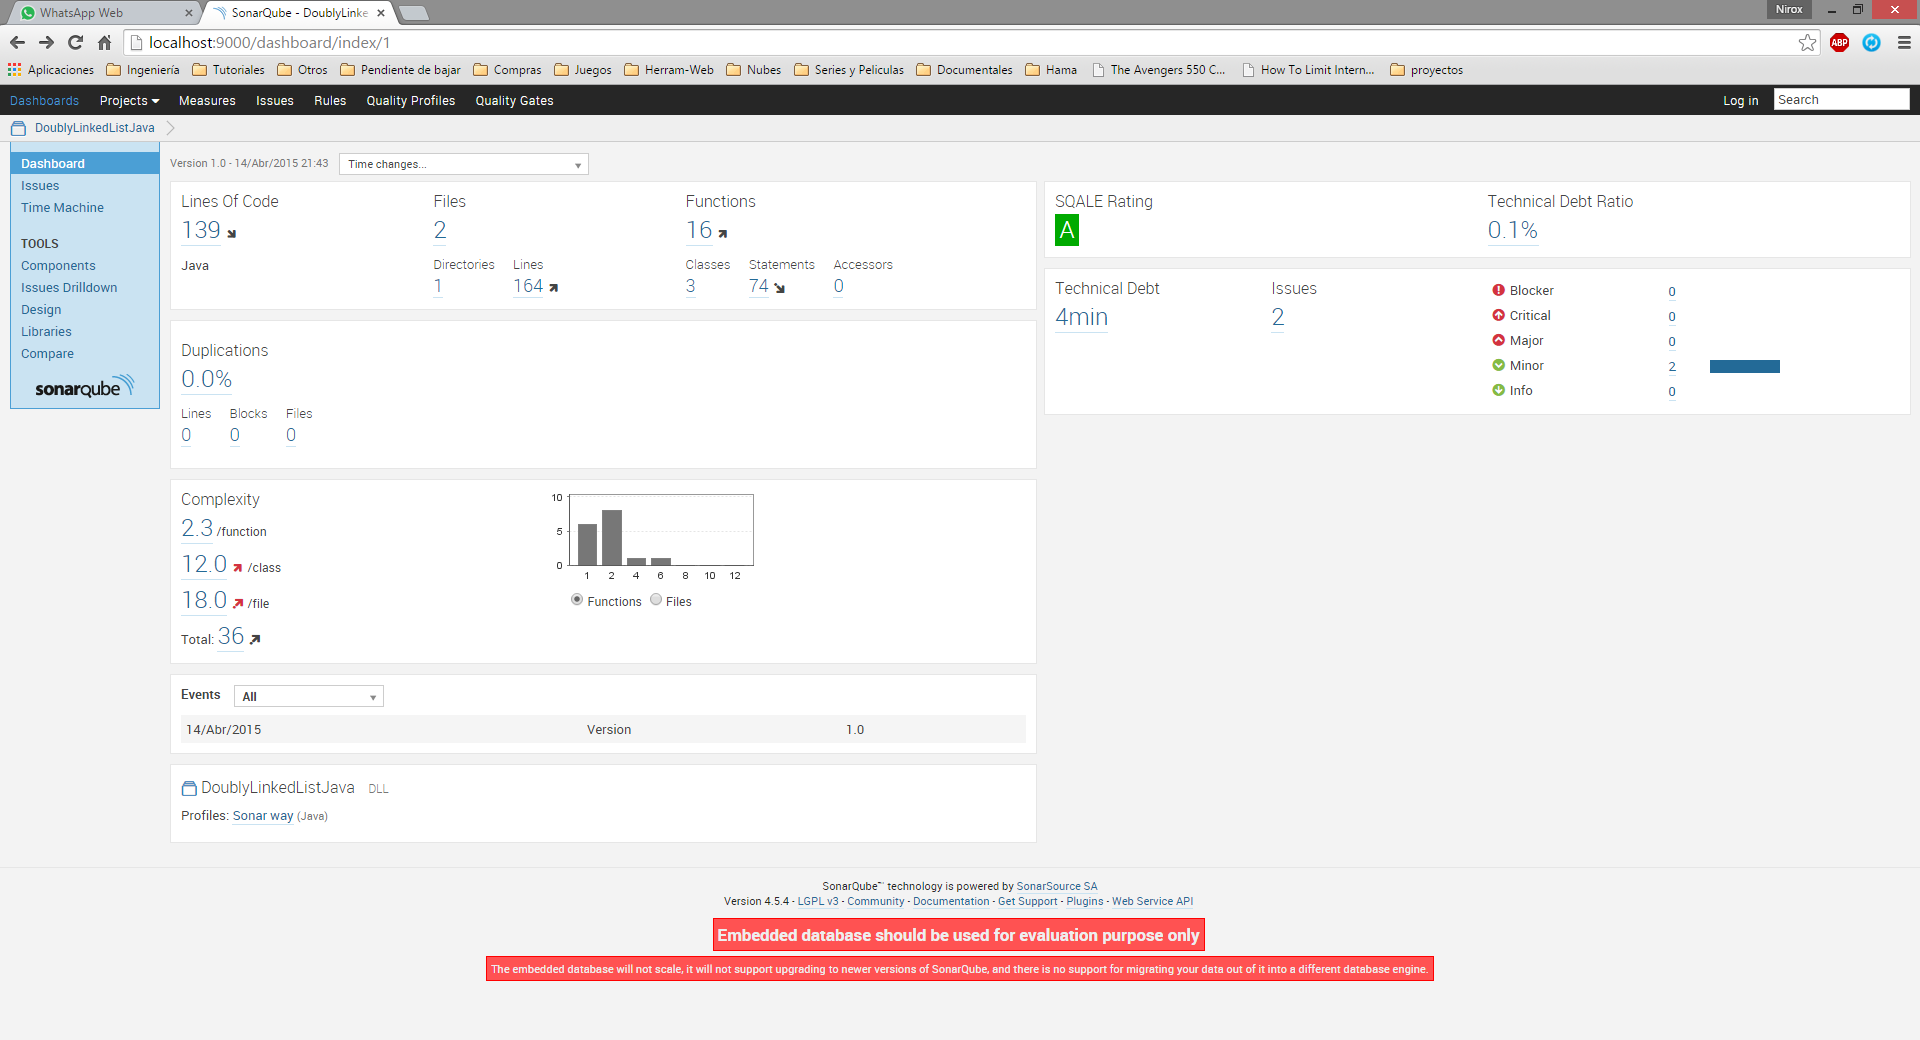 WhatsApp Web
SonarQube - DoublyLinke
Nirox
localhost:9000/dashboard/index/1
ABP
Aplicaciones Ingeniería Tutoriales Otros Pendiente de bajar Compras Juegos Herram-Web Nubes Series y Peliculas Documentales Hama The Avengers 550 C... How To Limit Intern... proyectos
Dashboards Projects Measures Issues Rules Quality Profiles Quality Gates Log in Search
DoublyLinkedListJava
Dashboard
Issues
Time Machine
TOOLS
Components
Issues Drilldown
Design
Libraries
Compare
sonarqube
Version 1.0 - 14/Abr/2015 21:43 Time changes...
Lines Of Code Files Functions
139 2 16
Java
Directories Lines Classes Statements Accessors
1 164 3 74 0
Duplications
0.0%
Lines Blocks Files
0 0 0
Complexity
2.3 /function
12.0 /class
18.0 /file
Total: 36
10
5
0
1 2 4 6 8 10 12
Functions Files
Events All
14/Abr/2015 Version 1.0
DoublyLinkedListJava DLL
Profiles: Sonar way (Java)
SQALE Rating Technical Debt Ratio
A 0.1%
Technical Debt Issues
4min 2
Blocker 0
Critical 0
Major 0
Minor 2
Info 0
SonarQube™ technology is powered by SonarSource SA
Version 4.5.4 - LGPL v3 - Community - Documentation - Get Support - Plugins - Web Service API
Embedded database should be used for evaluation purpose only
The embedded database will not scale, it will not support upgrading to newer versions of SonarQube, and there is no support for migrating your data out of it into a different database engine.